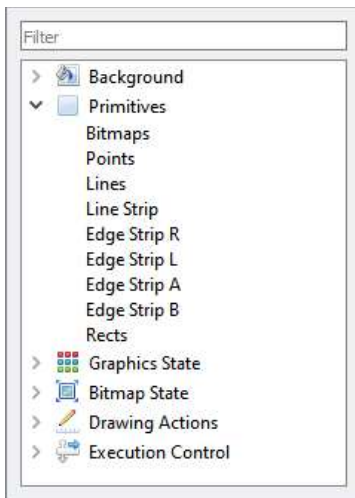 Filter
Background
Primitives
Bitmaps
Points
Lines
Line Strip
Edge Strip R
Edge Strip L
Edge Strip A
Edge Strip B
Rects
Graphics State
Bitmap State
Drawing Actions
Execution Control